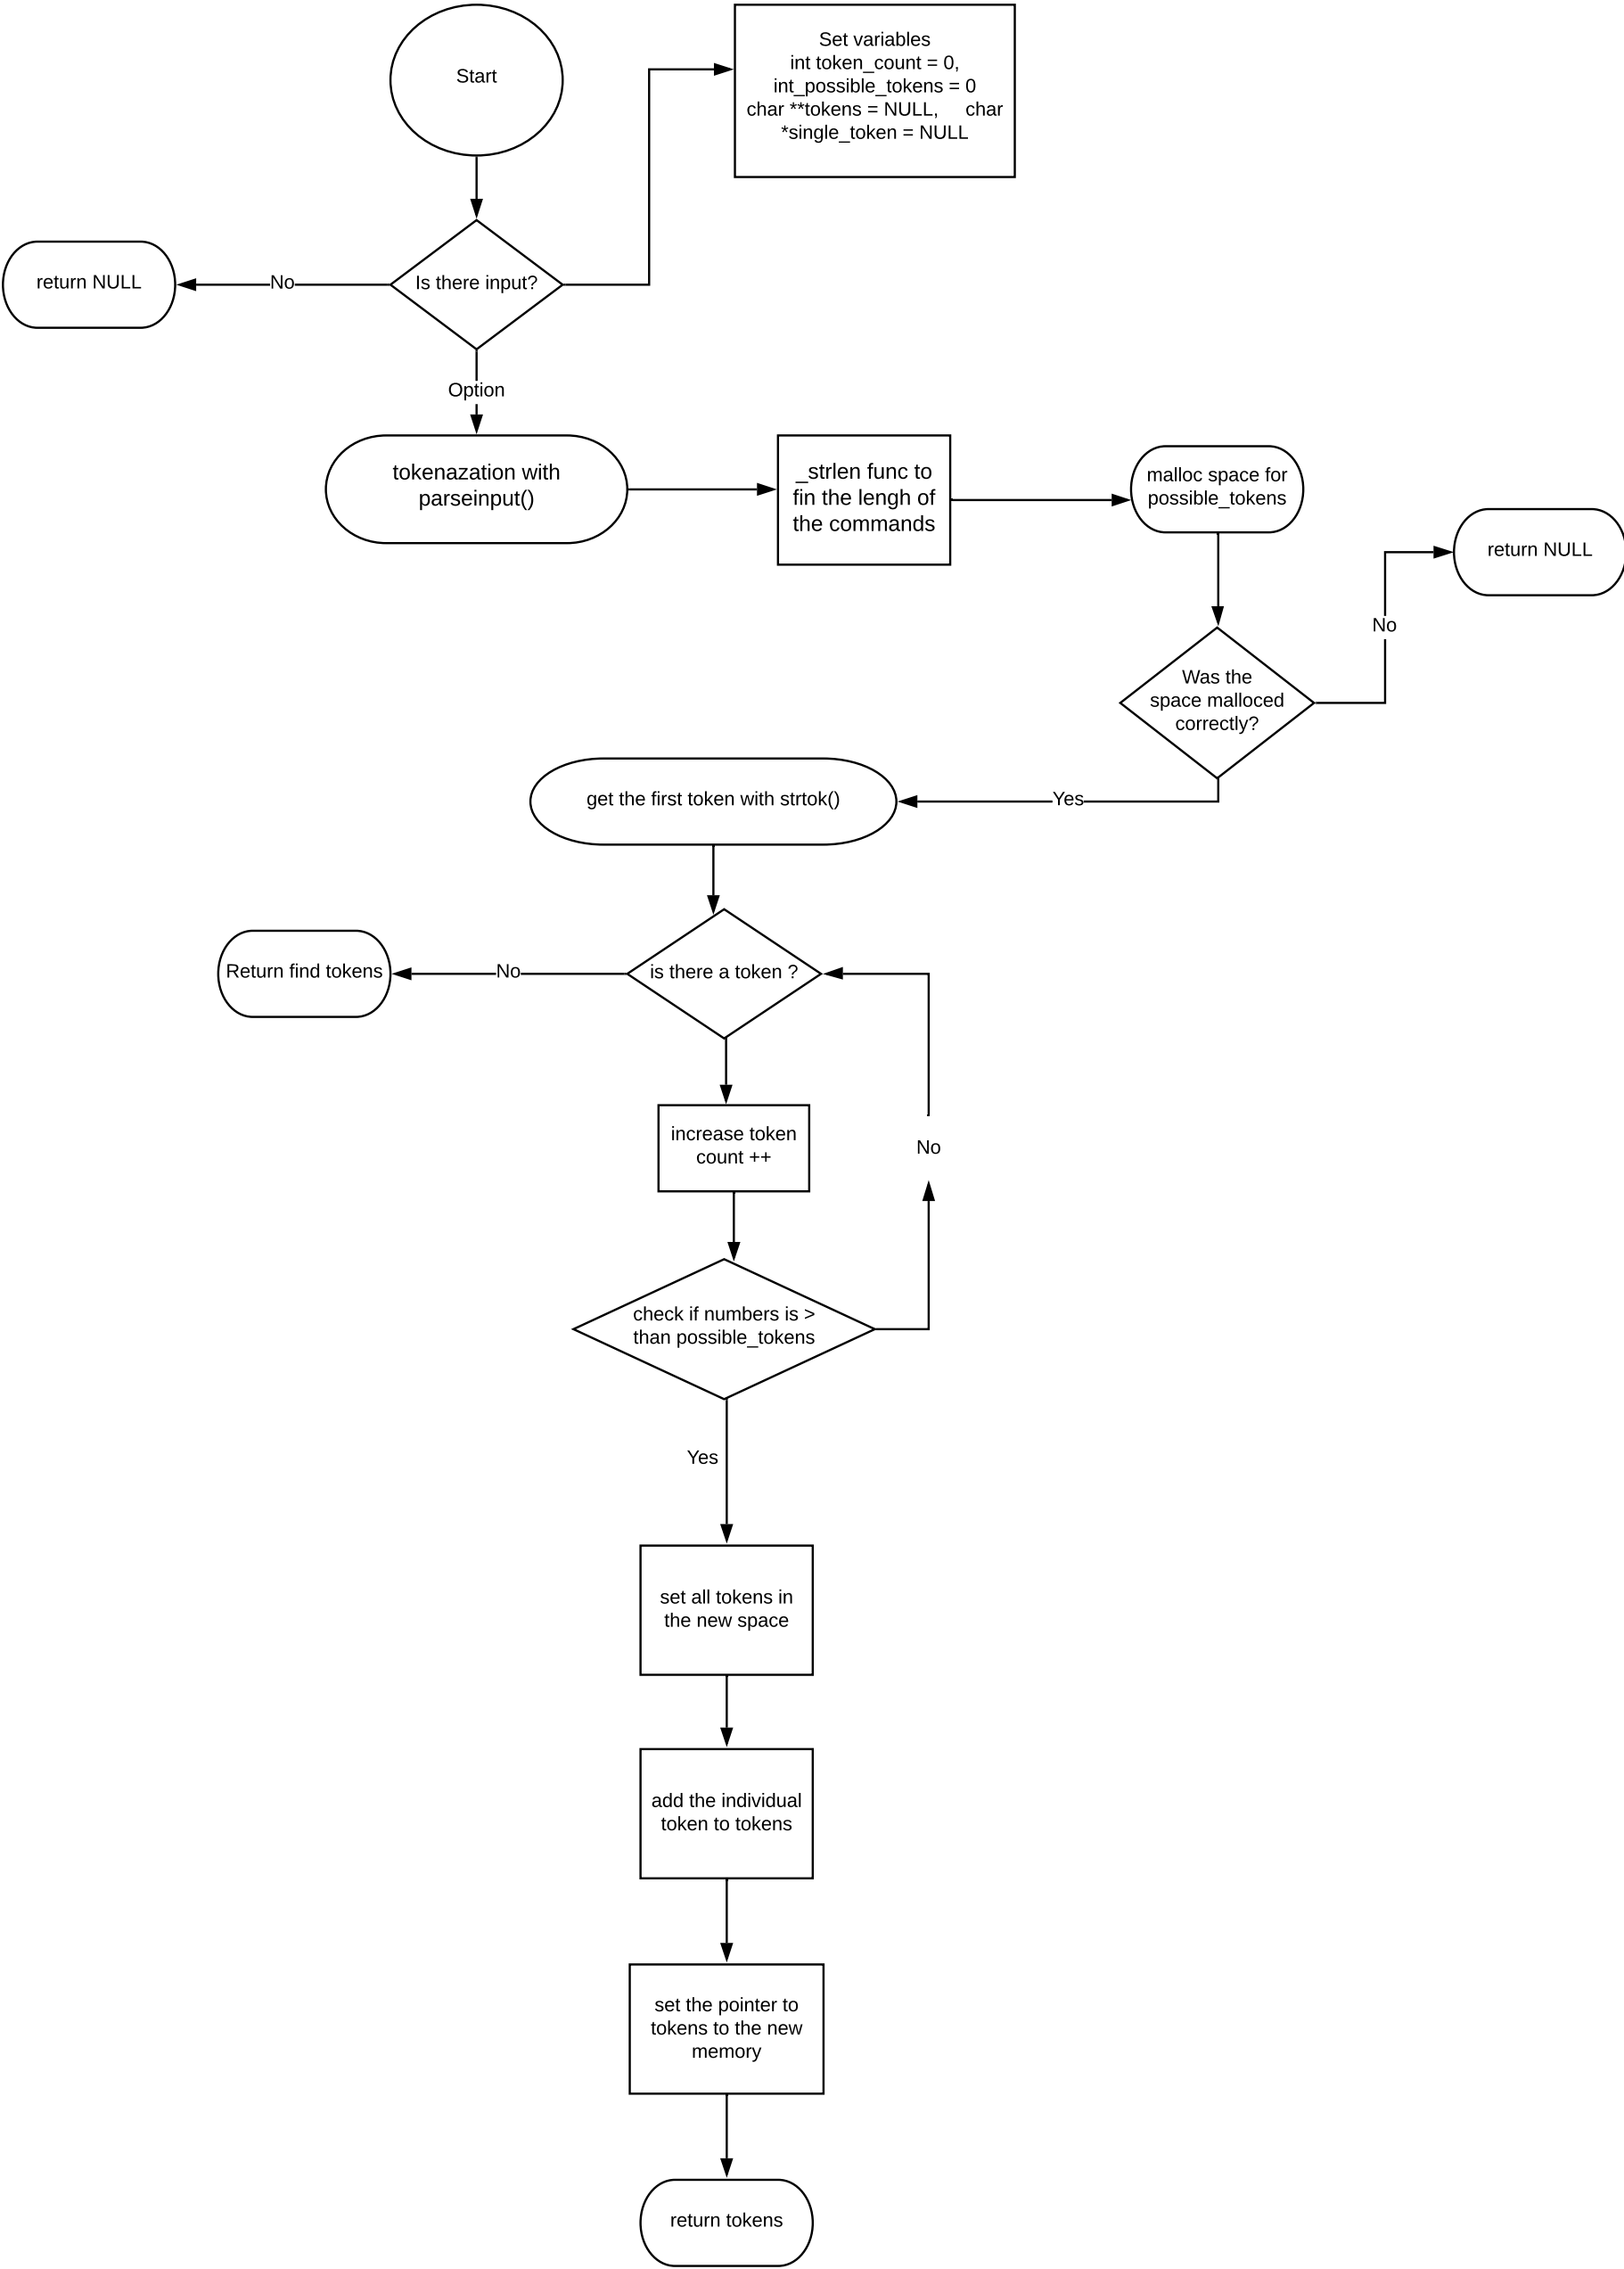 Start
Set variables
int token_count = 0,
int_possible_tokens = 0
char **tokens = NULL, char
*single_token = NULL
return NULL
No
Is there input?
Option
tokenazation with
parseinput()
_strlen func to
fin the lengh of
the commands
malloc space for
possible_tokens
return NULL
No
Was the
space malloced
correctly?
Yes
get the first token with strtok()
Return find tokens
No
is there a token ?
increase token
count ++
No
check if numbers is >
than possible_tokens
Yes
set all tokens in
the new space
add the individual
token to tokens
set the pointer to
tokens to the new
memory
return tokens